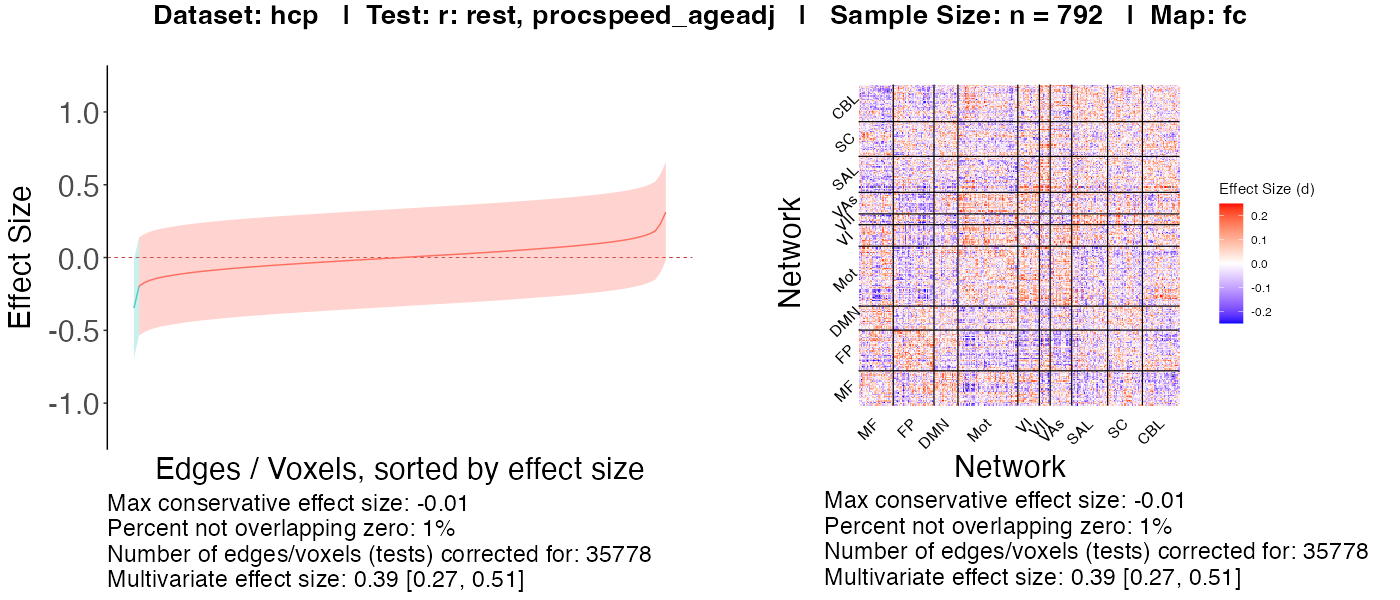 Dataset: hcp | Test: r: rest, procspeed_ageadj | Sample Size: n = 792 | Map: fc
Effect Size
1.0
0.5
0.0
-0.5
-1.0
Edges / Voxels, sorted by effect size
Max conservative effect size: -0.01
Percent not overlapping zero: 1%
Number of edges/voxels (tests) corrected for: 35778
Multivariate effect size: 0.39 [0.27, 0.51]
Network
CBL
SC
SAL
VAs
VII
VI
Mot
DMN
FP
MF
MF
FP
DMN
Mot
VI
VII
VAs
SAL
SC
CBL
Network
Effect Size (d)
0.2
0.1
0.0
-0.1
-0.2
Max conservative effect size: -0.01
Percent not overlapping zero: 1%
Number of edges/voxels (tests) corrected for: 35778
Multivariate effect size: 0.39 [0.27, 0.51]